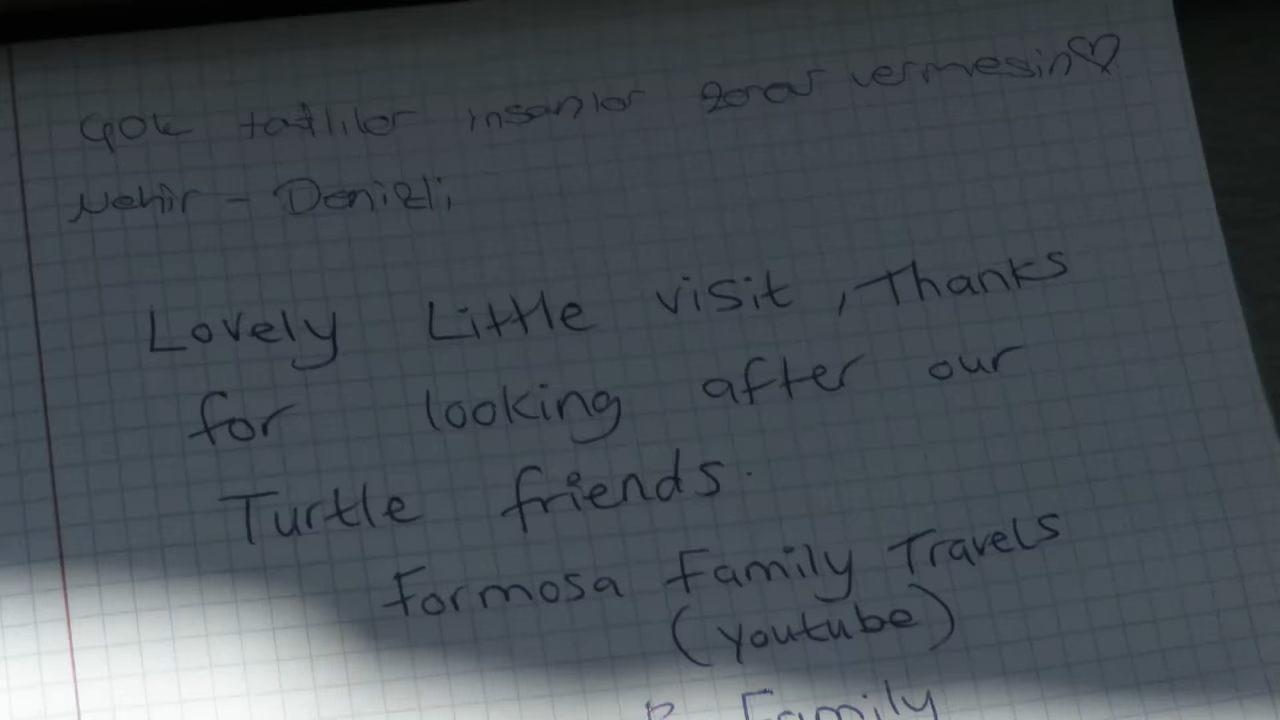 Çok tatlılar insanlar zarar vermesin♡
Nehir - Denizli
Lovely Little visit, Thanks
for looking after our
Turtle friends.
Formosa Family Travels
(youtube)
Family